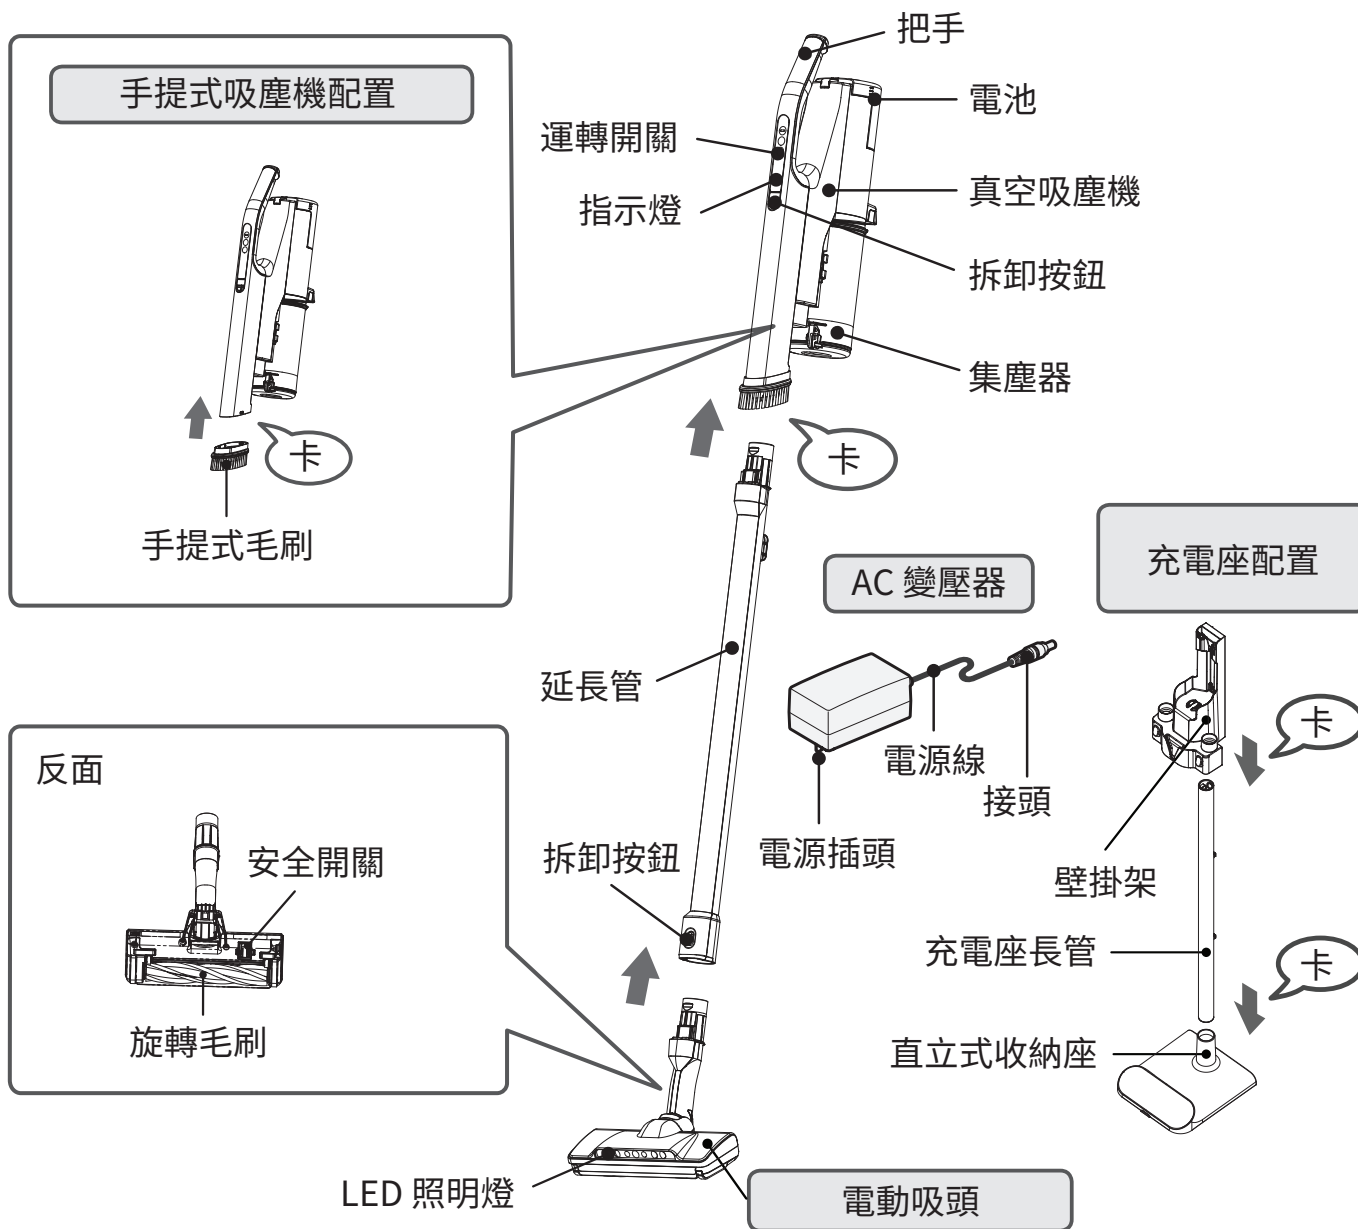 把手
手提式吸塵機配置
電池
運轉開關
真空吸塵機
指示燈
拆卸按鈕
集塵器
卡
卡
手提式毛刷
充電座配置
AC 變壓器
延長管
卡
電源線
接頭
反面
電源插頭
拆卸按鈕
安全開關
壁掛架
充電座長管
卡
旋轉毛刷
直立式收納座
LED 照明燈
電動吸頭